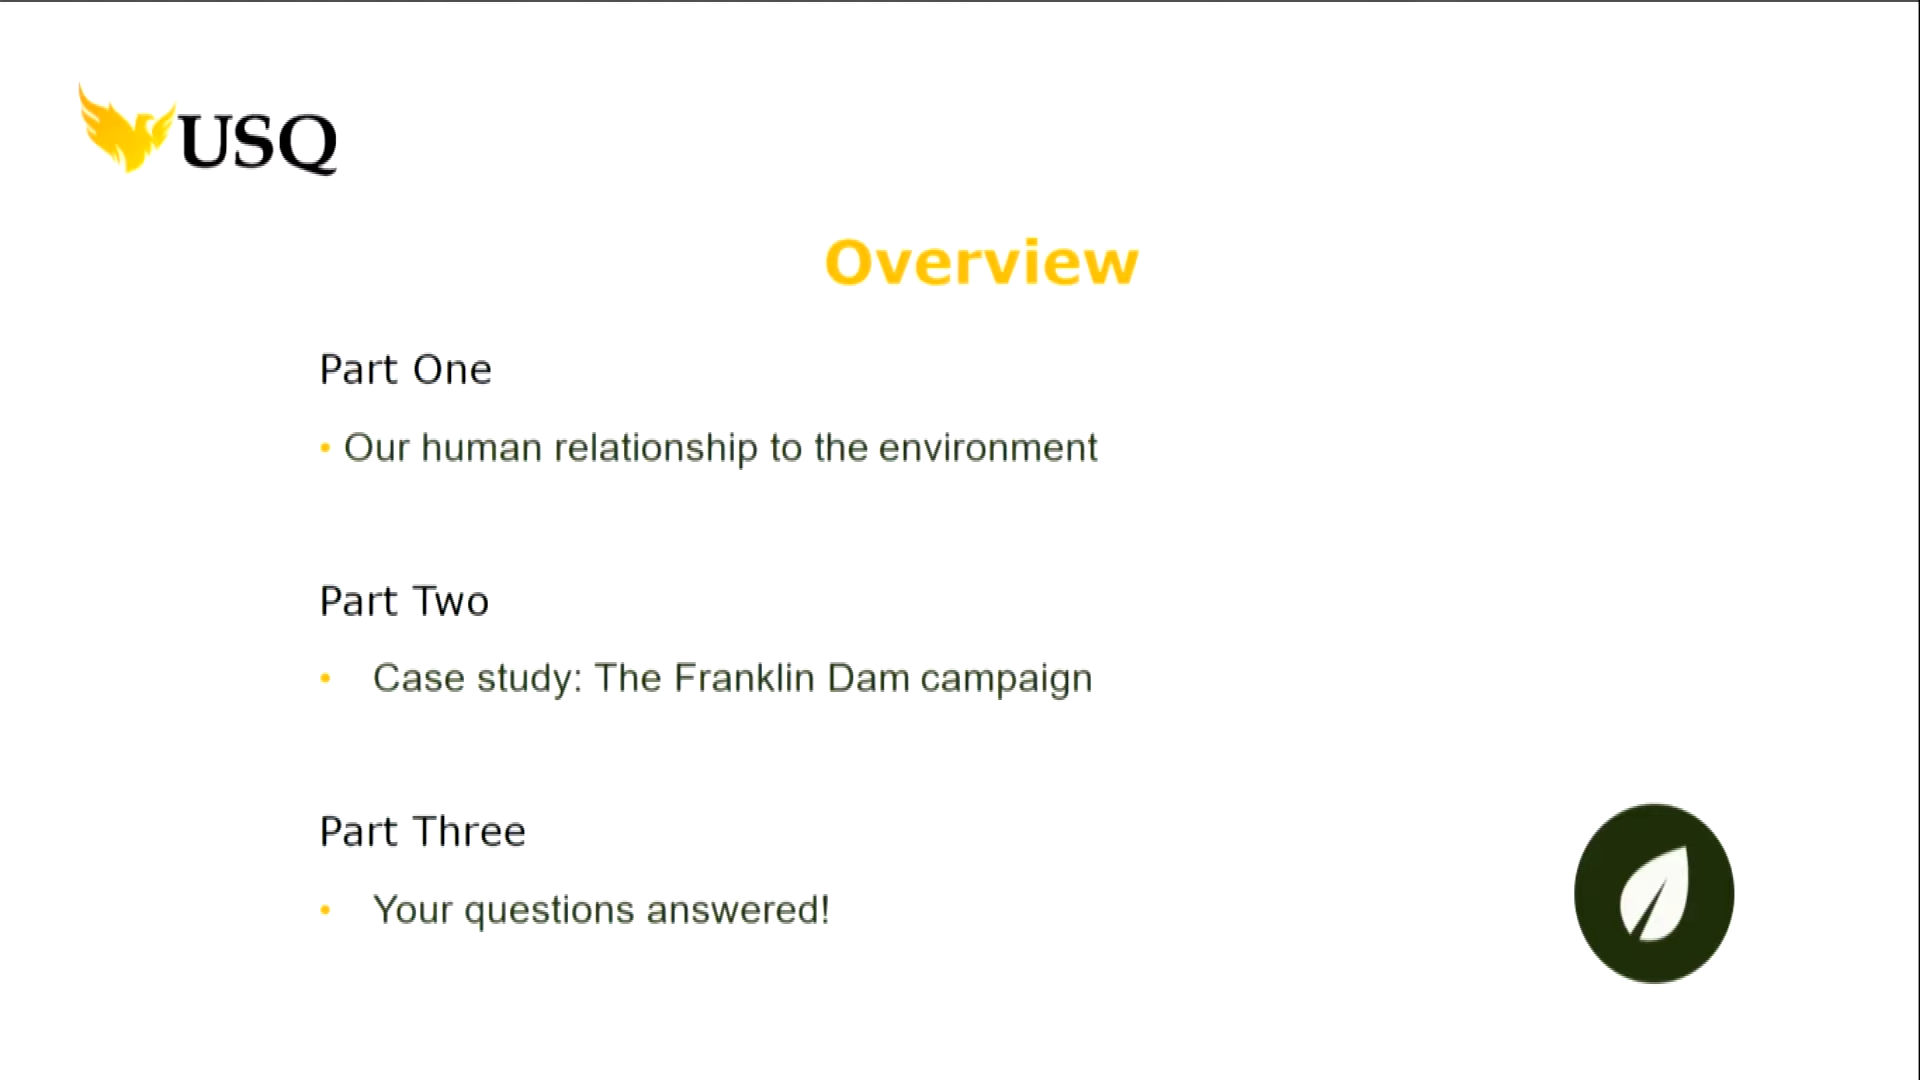 USQ
Overview
Part One
• Our human relationship to the environment
Part Two
• Case study: The Franklin Dam campaign
Part Three
• Your questions answered!